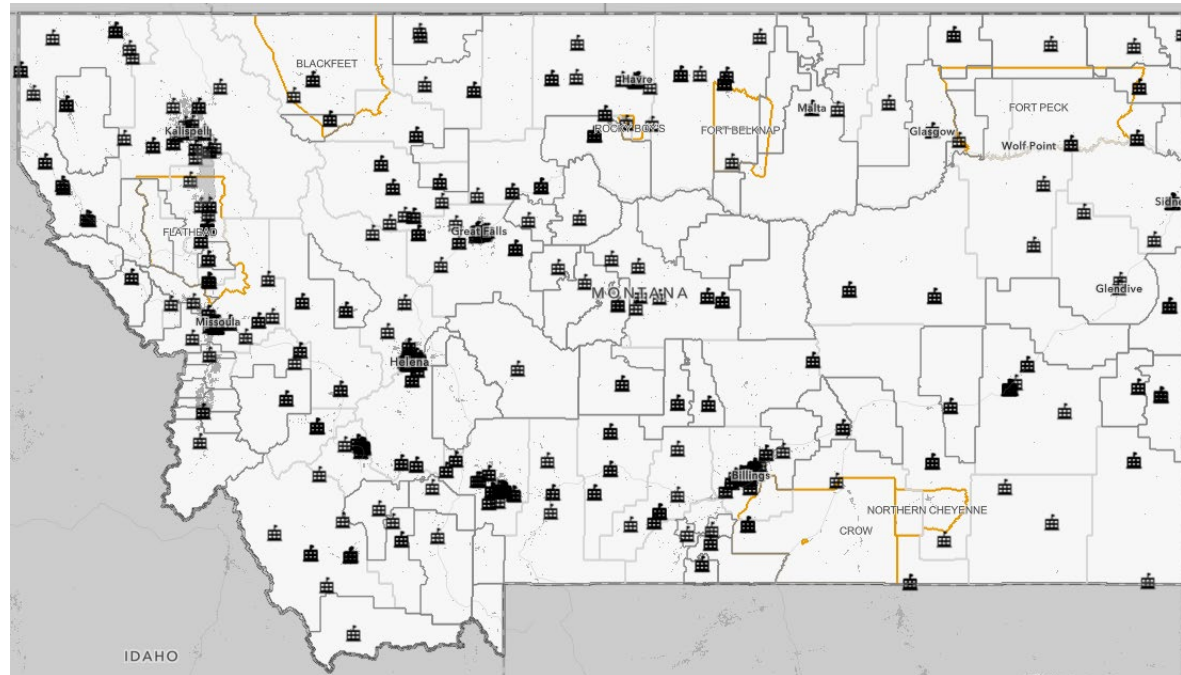 BLACKFEET
Havre
Malta
FORT PECK
Kalispell
ROCKY BOYS
FORT BELKNAP
Glasgow
Wolf Point
FLATHEAD
Great Falls
MONTANA
Glendive
Missoula
Helena
Billings
NORTHERN CHEYENNE
CROW
IDAHO